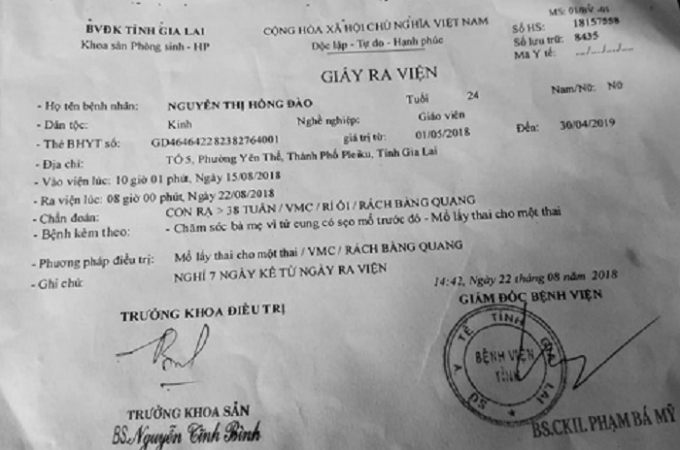 MS: 01/BV -01
BVĐK TỈNH GIA LAI
CỘNG HÒA XÃ HỘI CHỦ NGHĨA VIỆT NAM
Số HS: 18157558
Khoa sản Phòng sinh - HP
Độc lập - Tự do - Hạnh phúc
Số lưu trữ: 8435
Mã Y tế: .../.../...
GIẤY RA VIỆN
- Họ tên bệnh nhân: NGUYỄN THỊ HỒNG ĐÀO Tuổi 24 Nam/Nữ: Nữ
- Dân tộc: Kinh Nghề nghiệp: Giáo viên
- Thẻ BHYT số: GD4646422382382764001 giá trị từ: 01/05/2018 Đến: 30/04/2019
- Địa chỉ: TỔ 5, Phường Yên Thế, Thành Phố Pleiku, Tỉnh Gia Lai
- Vào viện lúc: 10 giờ 01 phút, Ngày 15/08/2018
- Ra viện lúc: 08 giờ 00 phút, Ngày 22/08/2018
- Chẩn đoán: CON RẠ > 38 TUẦN / VMC / RỈ ỐI / RÁCH BÀNG QUANG
- Bệnh kèm theo: - Chăm sóc bà mẹ vì tử cung có sẹo mổ trước đó - Mổ lấy thai cho một thai
- Phương pháp điều trị: Mổ lấy thai cho một thai / VMC / RÁCH BÀNG QUANG
- Ghi chú: NGHỈ 7 NGÀY KỂ TỪ NGÀY RA VIỆN
14:42, Ngày 22 tháng 08 năm 2018
TRƯỞNG KHOA ĐIỀU TRỊ
GIÁM ĐỐC BỆNH VIỆN
SỞ Y TẾ TỈNH GIA LAI
BỆNH VIỆN
TỈNH
TRƯỞNG KHOA SẢN
BS. Nguyễn Tĩnh Bình
BS.CKII. PHẠM BÁ MỸ